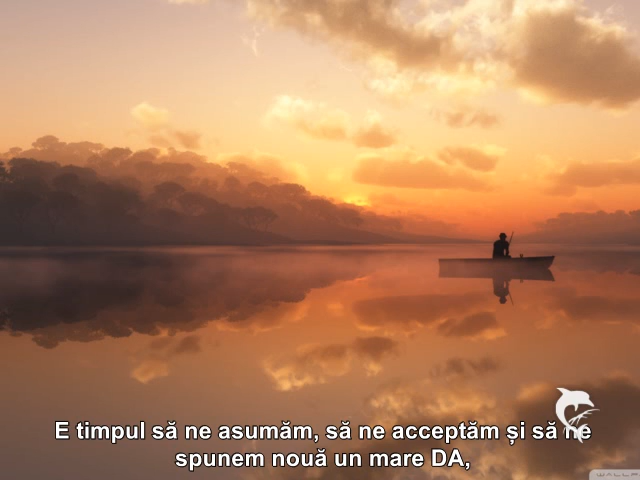 E timpul să ne asumăm, să ne acceptăm și să ne
spunem nouă un mare DA,